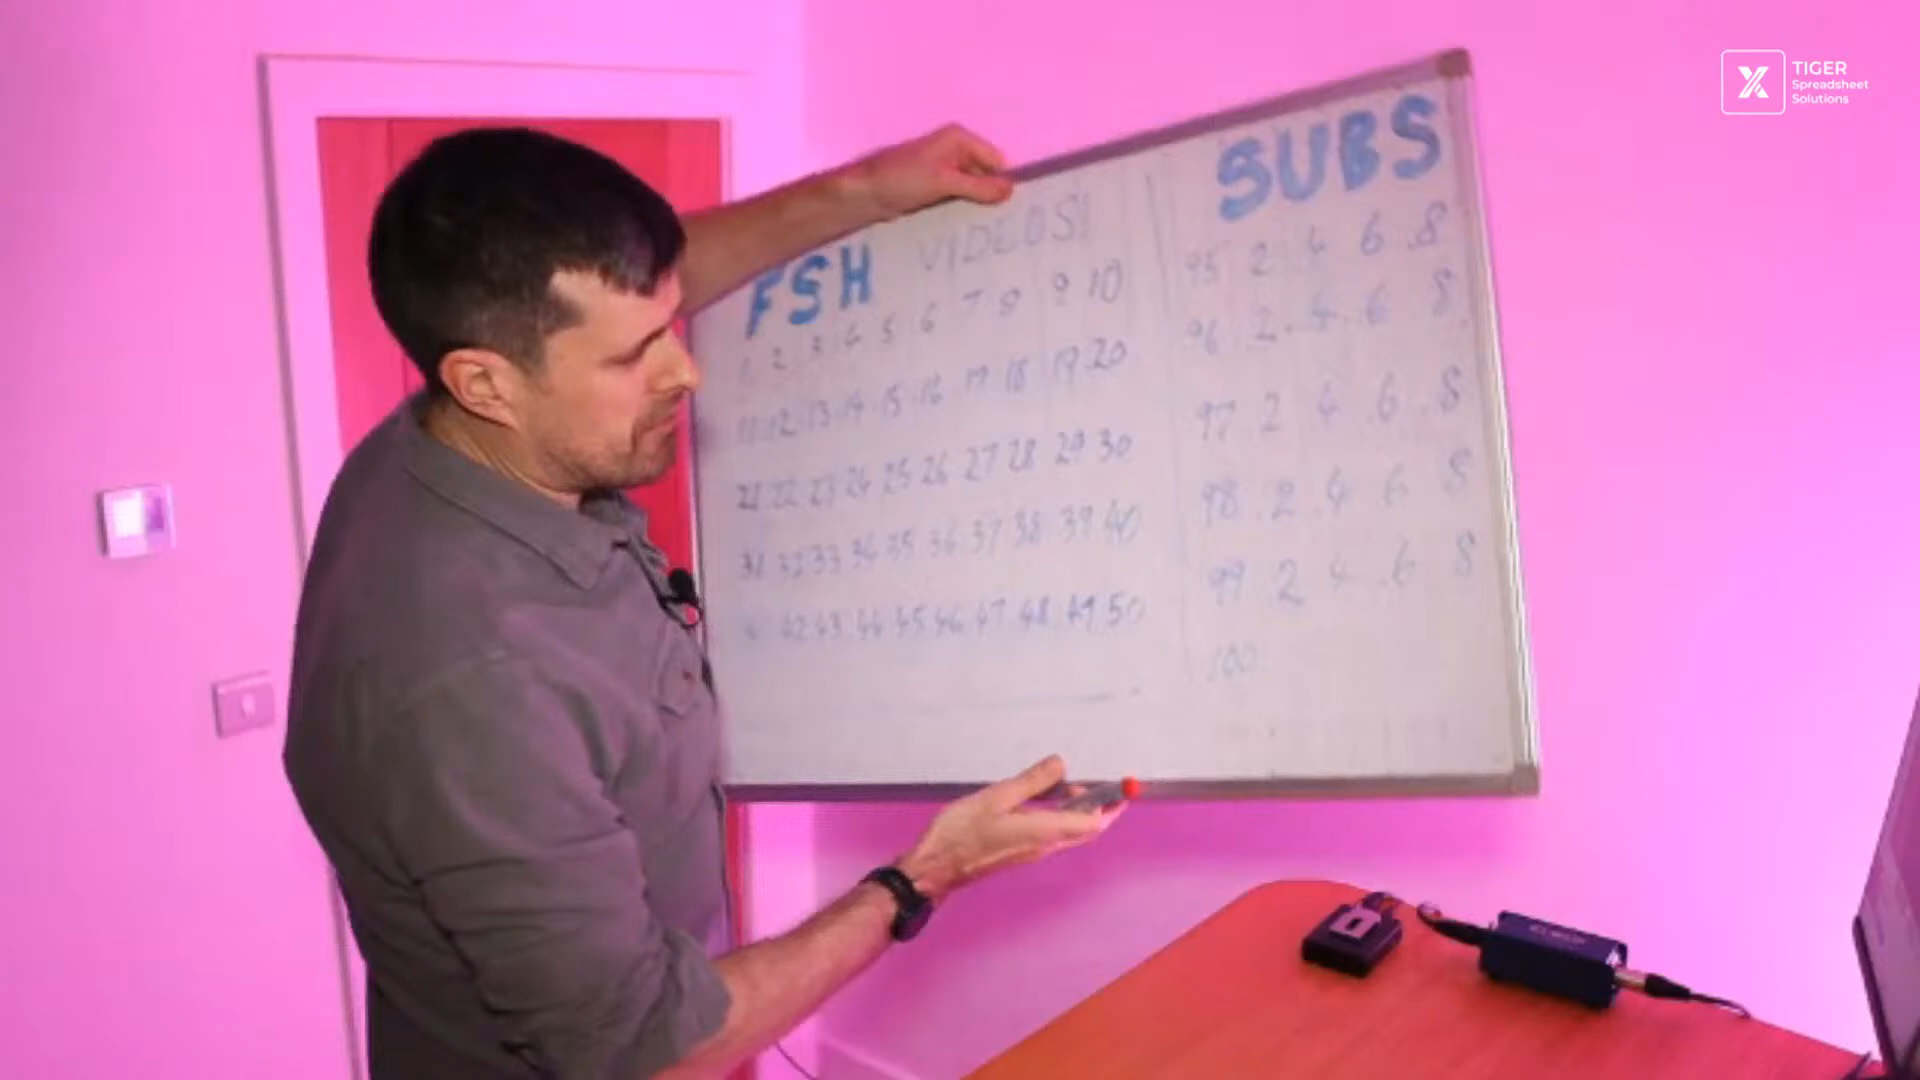 TIGER
Spreadsheet
Solutions
SUBS
FSH VIDEOS!
1 2 3 4 5 6 7 8 9 10
11 12 13 14 15 16 17 18 19 20
21 22 23 24 25 26 27 28 29 30
31 32 33 34 35 36 37 38 39 40
42 43 44 45 46 47 48 49 50
95 2 4 6 8
96 2 4 6 8
97 2 4 6 8
98 2 4 6 8
99 2 4 6 8
100